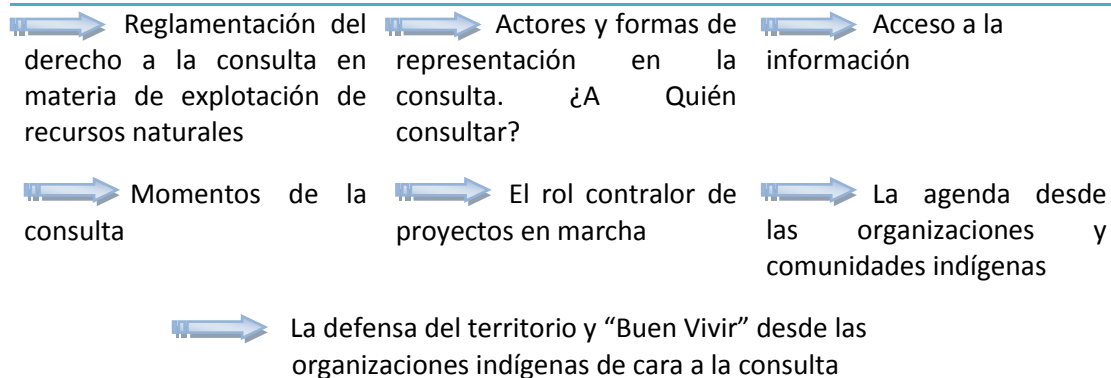 Reglamentación del
derecho a la consulta en
materia de explotación de
recursos naturales
Actores y formas de
representación en la
consulta. ¿A Quién
consultar?
Acceso a la
información
Momentos de la
consulta
El rol contralor de
proyectos en marcha
La agenda desde
las organizaciones y
comunidades indígenas
La defensa del territorio y “Buen Vivir” desde las
organizaciones indígenas de cara a la consulta